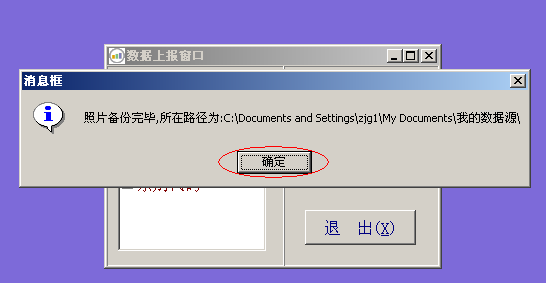 数据上报窗口
消息框
照片备份完毕,所在路径为:C:\Documents and Settings\zjg1\My Documents\我的数据源\
确定
退 出(X)